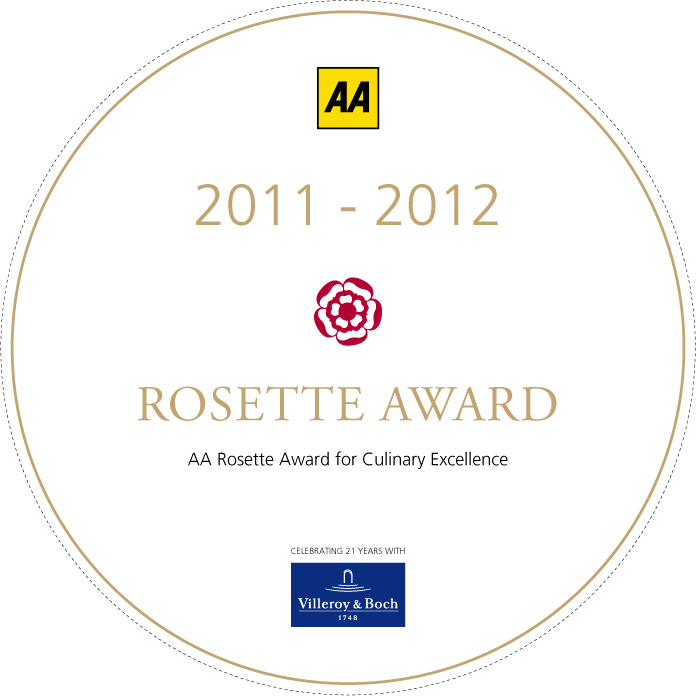 AA
2011 - 2012
ROSETTE AWARD
AA Rosette Award for Culinary Excellence
CELEBRATING 21 YEARS WITH
Villeroy & Boch
1748